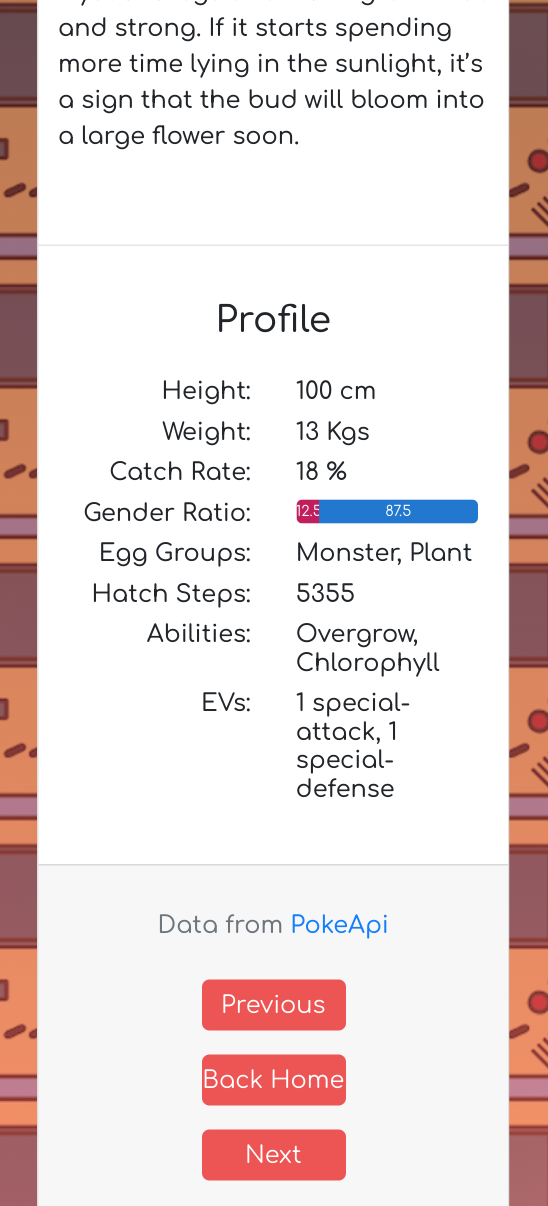 and strong. If it starts spending
more time lying in the sunlight, it’s
a sign that the bud will bloom into
a large flower soon.
Profile
Height: 100 cm
Weight: 13 Kgs
Catch Rate: 18 %
Gender Ratio: 12.5 87.5
Egg Groups: Monster, Plant
Hatch Steps: 5355
Abilities: Overgrow,
Chlorophyll
EVs: 1 special-
attack, 1
special-
defense
Data from PokeApi
Previous
Back Home
Next